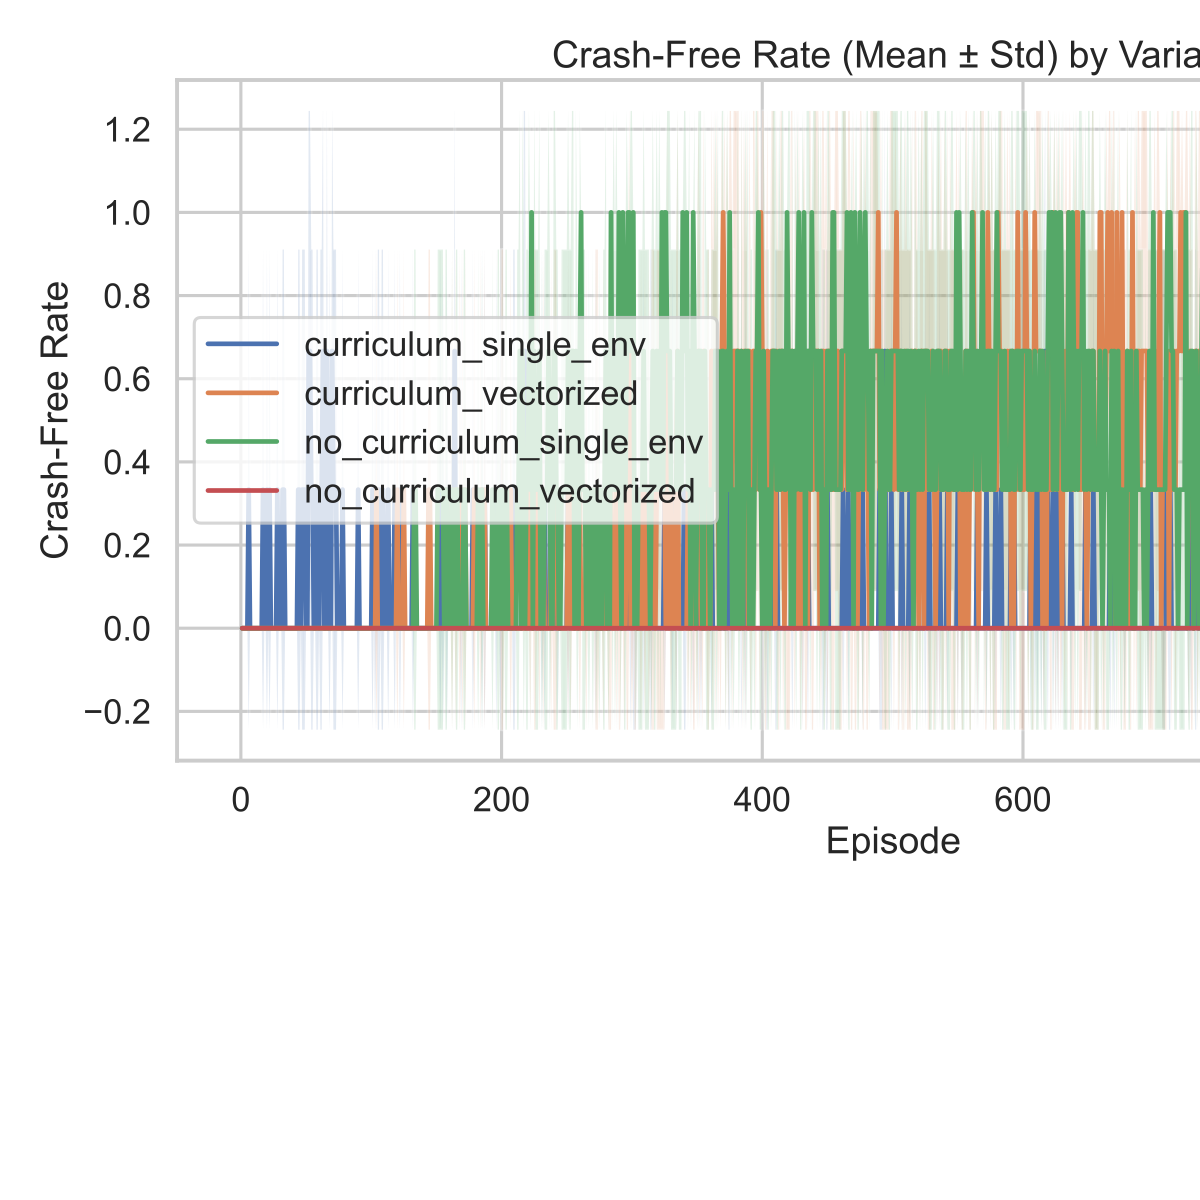 Crash-Free Rate (Mean ± Std) by Varia
1.2
1.0
0.8
0.6
0.4
0.2
0.0
−0.2
Crash-Free Rate
curriculum_single_env
curriculum_vectorized
no_curriculum_single_env
no_curriculum_vectorized
0 200 400 600
Episode